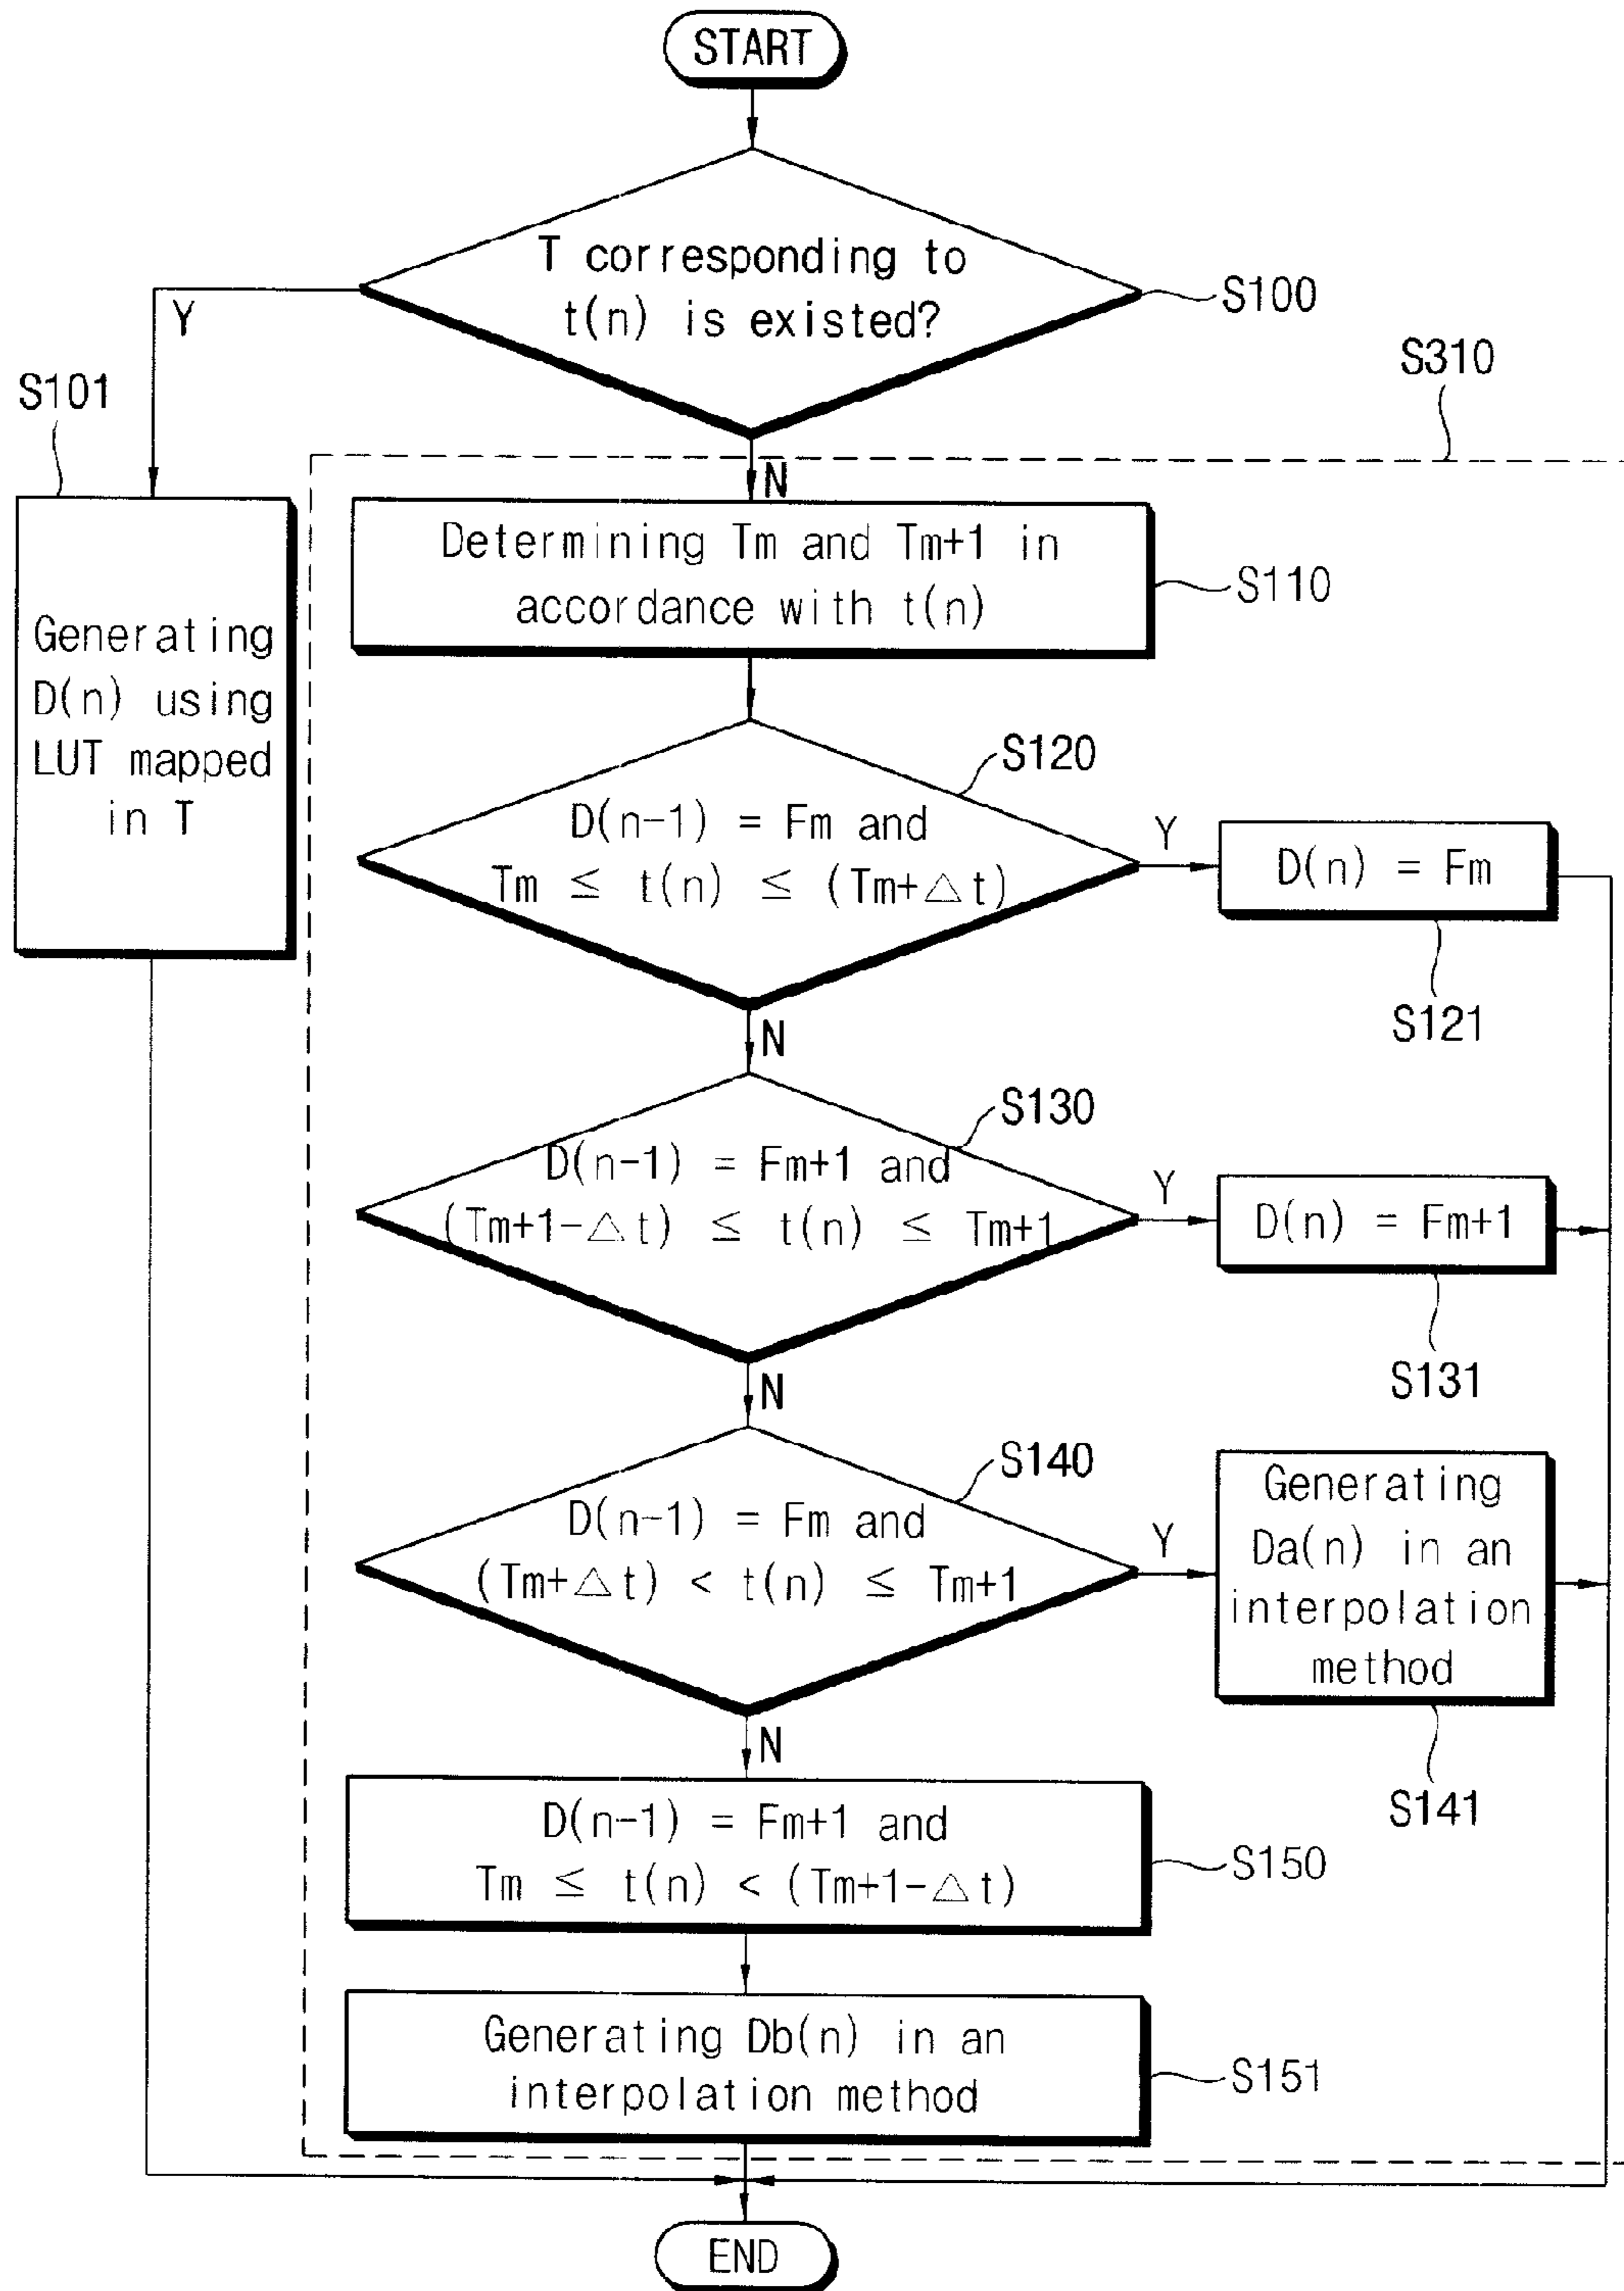 START
T corresponding to
t(n) is existed?
S100
Y
S310
S101
N
Generating
D(n) using
LUT mapped
in T
Determining Tm and Tm+1 in
accordance with t(n)
S110
S120
D(n-1) = Fm and
Tm ≤ t(n) ≤ (Tm+△t)
Y
D(n) = Fm
S121
N
S130
D(n-1) = Fm+1 and
(Tm+1-△t) ≤ t(n) ≤ Tm+1
Y
D(n) = Fm+1
S131
N
S140
D(n-1) = Fm and
(Tm+△t) < t(n) ≤ Tm+1
Y
Generating
Da(n) in an
interpolation
method
S141
N
D(n-1) = Fm+1 and
Tm ≤ t(n) < (Tm+1-△t)
S150
Generating Db(n) in an
interpolation method
S151
END